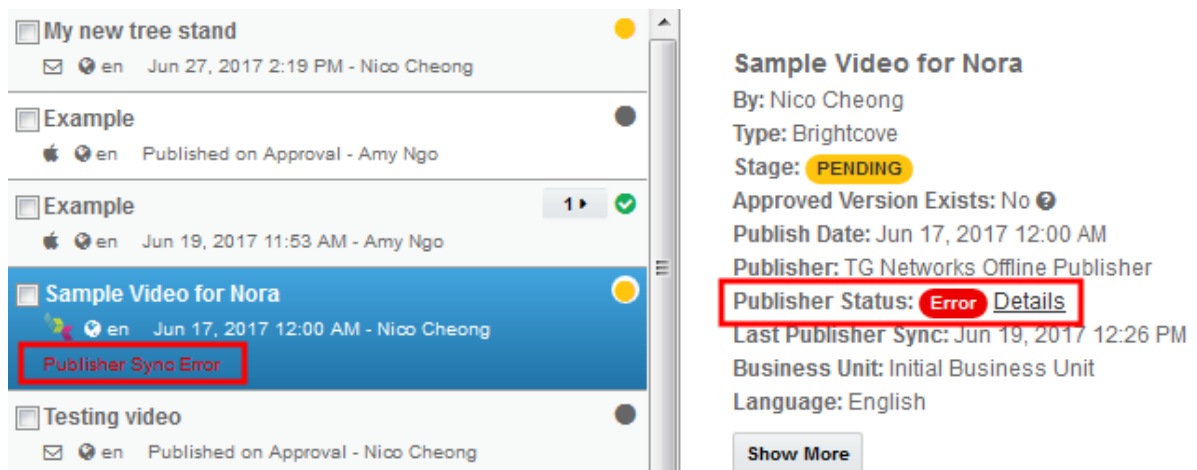 My new tree stand
en Jun 27, 2017 2:19 PM - Nico Cheong
Example
en Published on Approval - Amy Ngo
Example
1
en Jun 19, 2017 11:53 AM - Amy Ngo
Sample Video for Nora
en Jun 17, 2017 12:00 AM - Nico Cheong
Publisher Sync Error
Testing video
en Published on Approval - Nico Cheong
Sample Video for Nora
By: Nico Cheong
Type: Brightcove
Stage: PENDING
Approved Version Exists: No ?
Publish Date: Jun 17, 2017 12:00 AM
Publisher: TG Networks Offline Publisher
Publisher Status: Error Details
Last Publisher Sync: Jun 19, 2017 12:26 PM
Business Unit: Initial Business Unit
Language: English
Show More